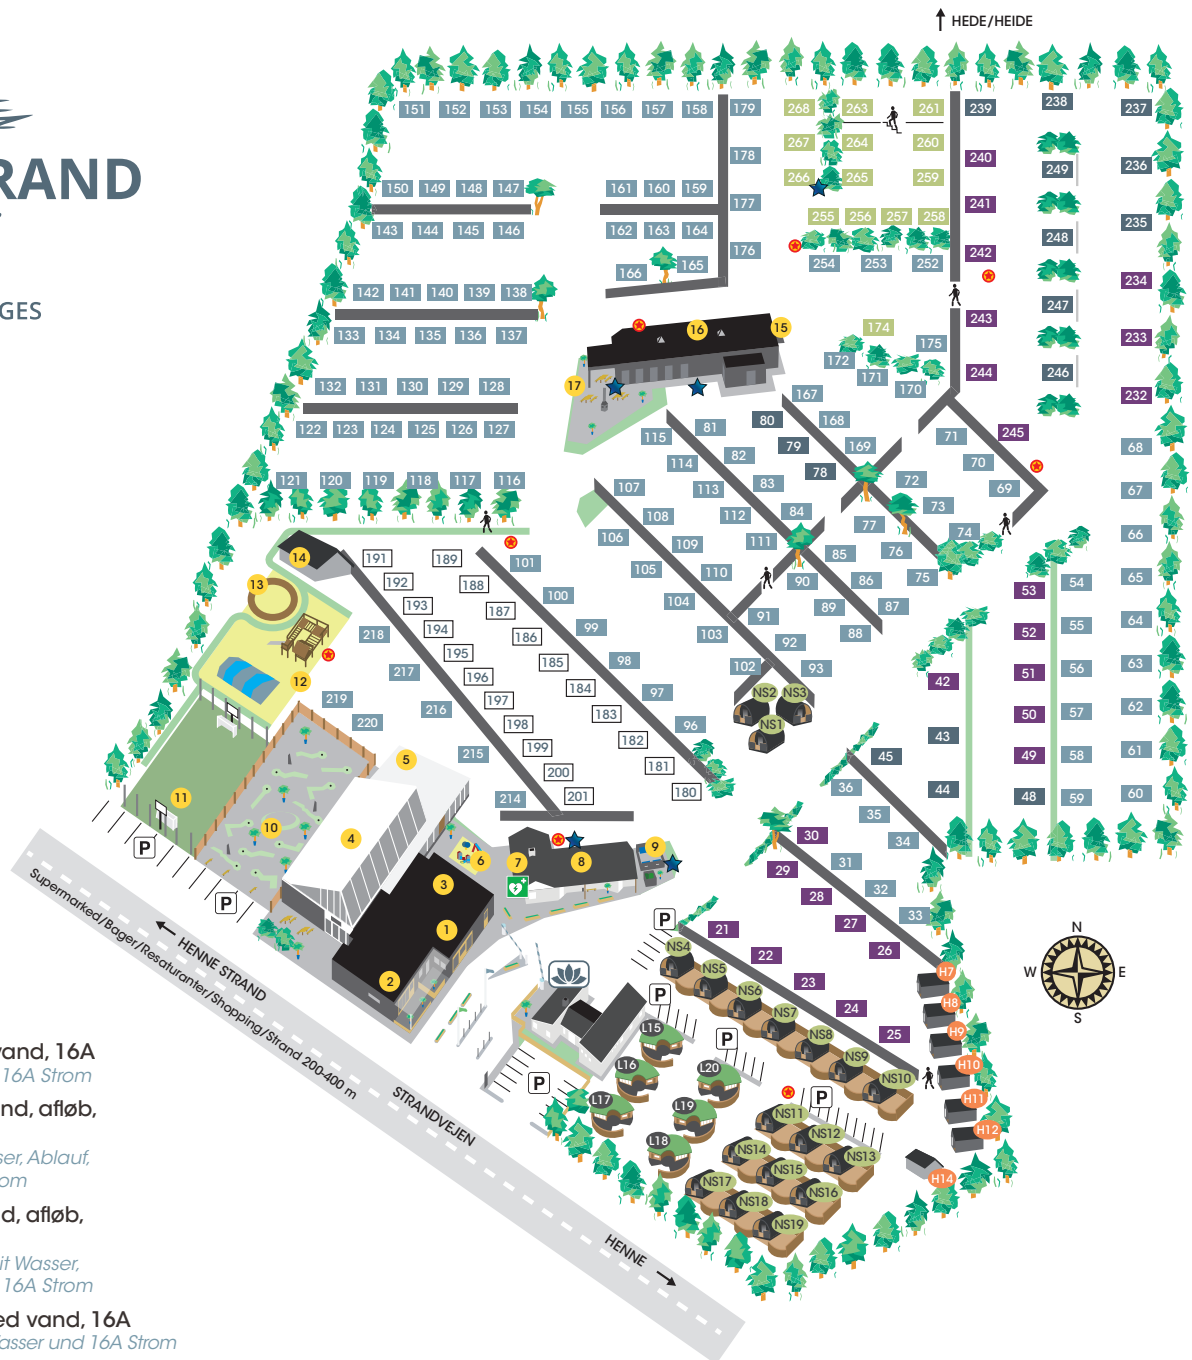 HEDE/HEIDE
RAND
GES
151 152 153 154 155 156 157 158 179 268 263 261 239 238 237
178 267 264 260 240 249 236
150 149 148 147 161 160 159 177 266 265 259 241
143 144 145 146 162 163 164 176 255 256 257 258 248 235
166 165 254 253 252 242 234
142 141 140 139 138 247
133 134 135 136 137 16 15 174 175 243 233
172 171 170 244 246 232
132 131 130 129 128 17 167
122 123 124 125 126 127 115 81 80 168 71 245
114 82 79 169 70 68
121 120 119 118 117 116 107 113 83 78 72 69 67
108 112 84 77 73
106 109 111 85 76 74 66
14 191 189 101 105 110 90 86 75 65
13 192 188 100 104 91 89 87 53 54
193 187 99 103 92 88 52 55 64
218 194 186 98 102 93 51 56 63
195 185
12 217 196 184 97 NS2 NS3 42 50 57 62
219 216 197 183 96 NS1 43 49 58 61
220 198 182 45
5 215 199 181 36 44 48 59 60
200 180 35
11 214 201 34
10 4 30
P 6 7 8 9 29 31
3 28 32
P 1 27 33
2 P 21 26
NS4 22
NS5 23 H7
NS6 24 H8
P NS7 25 H9
L15 P NS8 H10
L16 L20 NS9 H11
P NS10 H12
L17 L19 P
L18 NS11 NS12 NS13 H14
NS14 NS15 NS16
NS17 NS18 NS19
HENNE STRAND
Supermarked/Bager/Resaturanter/Shopping/Strand 200-400 m
STRANDVEJEN
HENNE
N
W E
S
vand, 16A
16A Strom
nd, afløb,
ser, Ablauf,
rom
d, afløb,
it Wasser,
16A Strom
ed vand, 16A
asser und 16A Strom